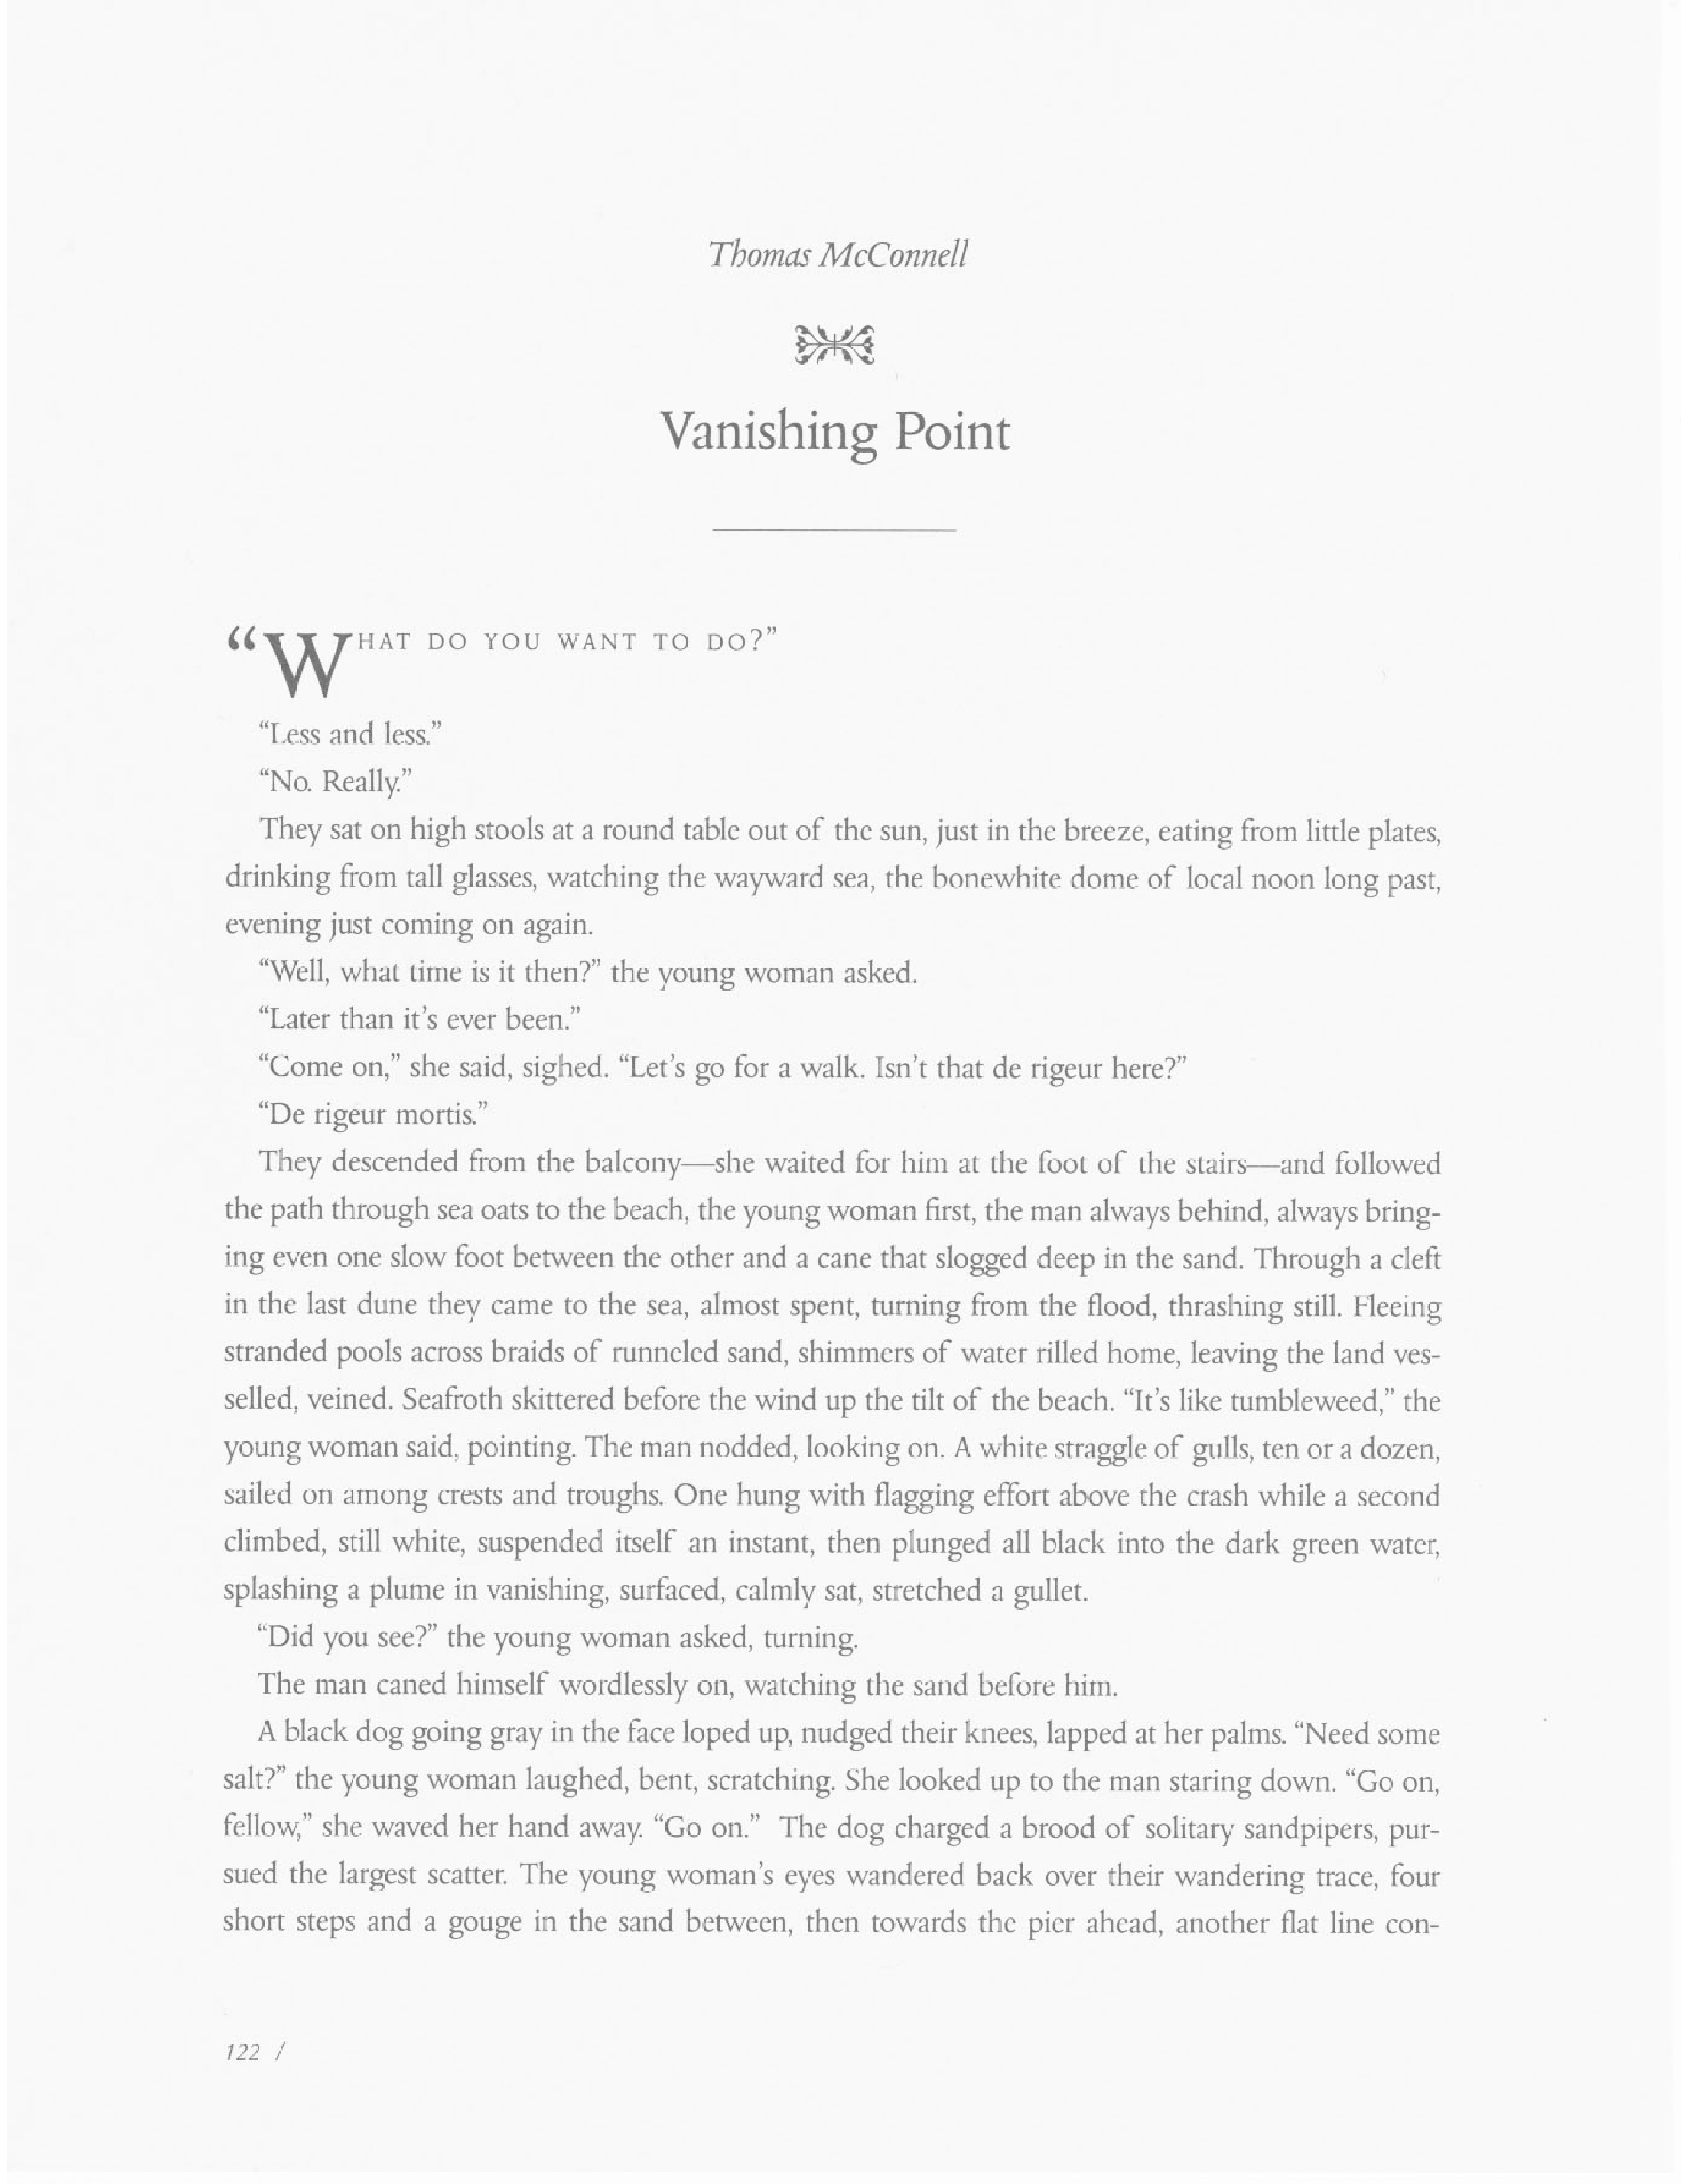 Thomas McConnell
Vanishing Point
“WHAT DO YOU WANT TO DO?”
“Less and less.”
“No. Really.”
They sat on high stools at a round table out of the sun, just in the breeze, eating from little plates,
drinking from tall glasses, watching the wayward sea, the bonewhite dome of local noon long past,
evening just coming on again.
“Well, what time is it then?” the young woman asked.
“Later than it’s ever been.”
“Come on,” she said, sighed. “Let’s go for a walk. Isn’t that de rigeur here?”
“De rigeur mortis.”
They descended from the balcony—she waited for him at the foot of the stairs—and followed
the path through sea oats to the beach, the young woman first, the man always behind, always bring-
ing even one slow foot between the other and a cane that slogged deep in the sand. Through a cleft
in the last dune they came to the sea, almost spent, turning from the flood, thrashing still. Fleeing
stranded pools across braids of runneled sand, shimmers of water rilled home, leaving the land ves-
selled, veined. Seafroth skittered before the wind up the tilt of the beach. “It’s like tumbleweed,” the
young woman said, pointing. The man nodded, looking on. A white straggle of gulls, ten or a dozen,
sailed on among crests and troughs. One hung with flagging effort above the crash while a second
climbed, still white, suspended itself an instant, then plunged all black into the dark green water,
splashing a plume in vanishing, surfaced, calmly sat, stretched a gullet.
“Did you see?” the young woman asked, turning.
The man caned himself wordlessly on, watching the sand before him.
A black dog going gray in the face loped up, nudged their knees, lapped at her palms. “Need some
salt?” the young woman laughed, bent, scratching. She looked up to the man staring down. “Go on,
fellow,” she waved her hand away. “Go on.” The dog charged a brood of solitary sandpipers, pur-
sued the largest scatter. The young woman’s eyes wandered back over their wandering trace, four
short steps and a gouge in the sand between, then towards the pier ahead, another flat line con-
122 /